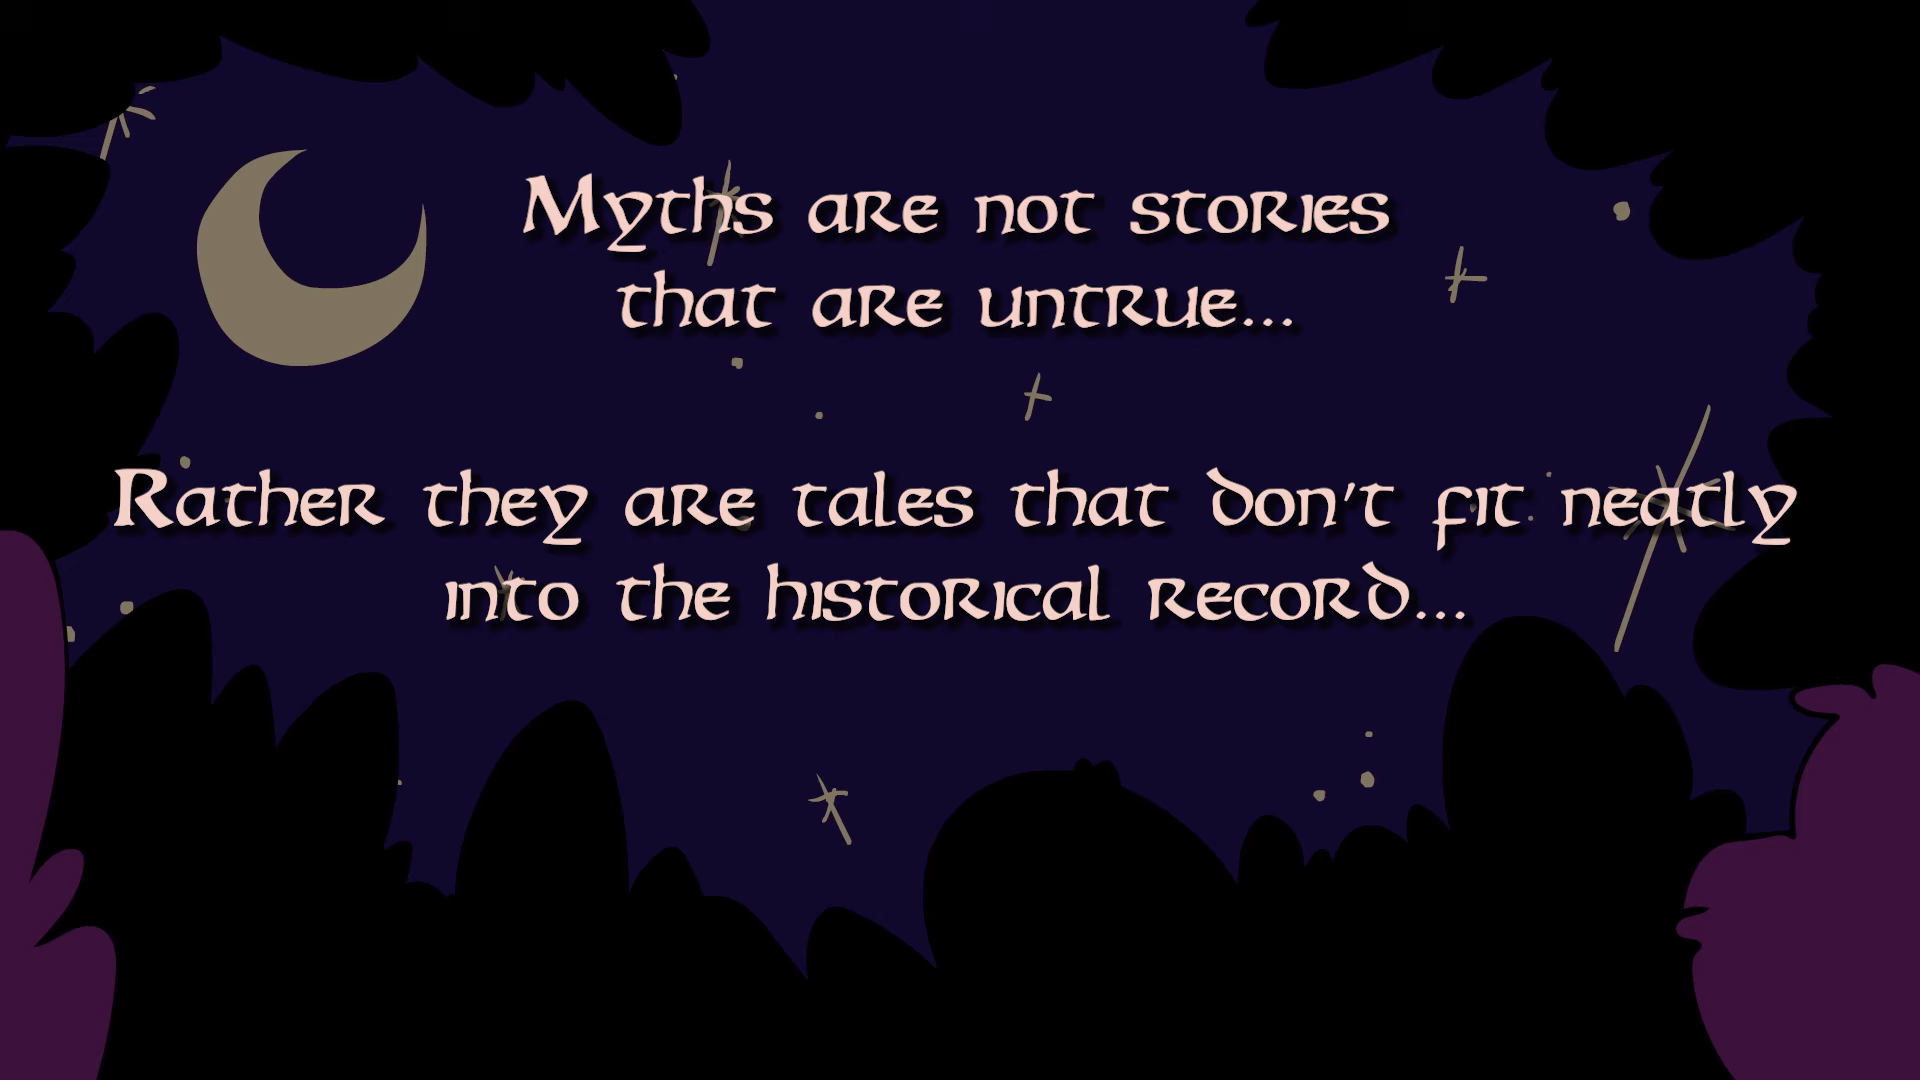 Myths are not stories
that are untrue...
Rather they are tales that don't fit neatly
into the historical record...